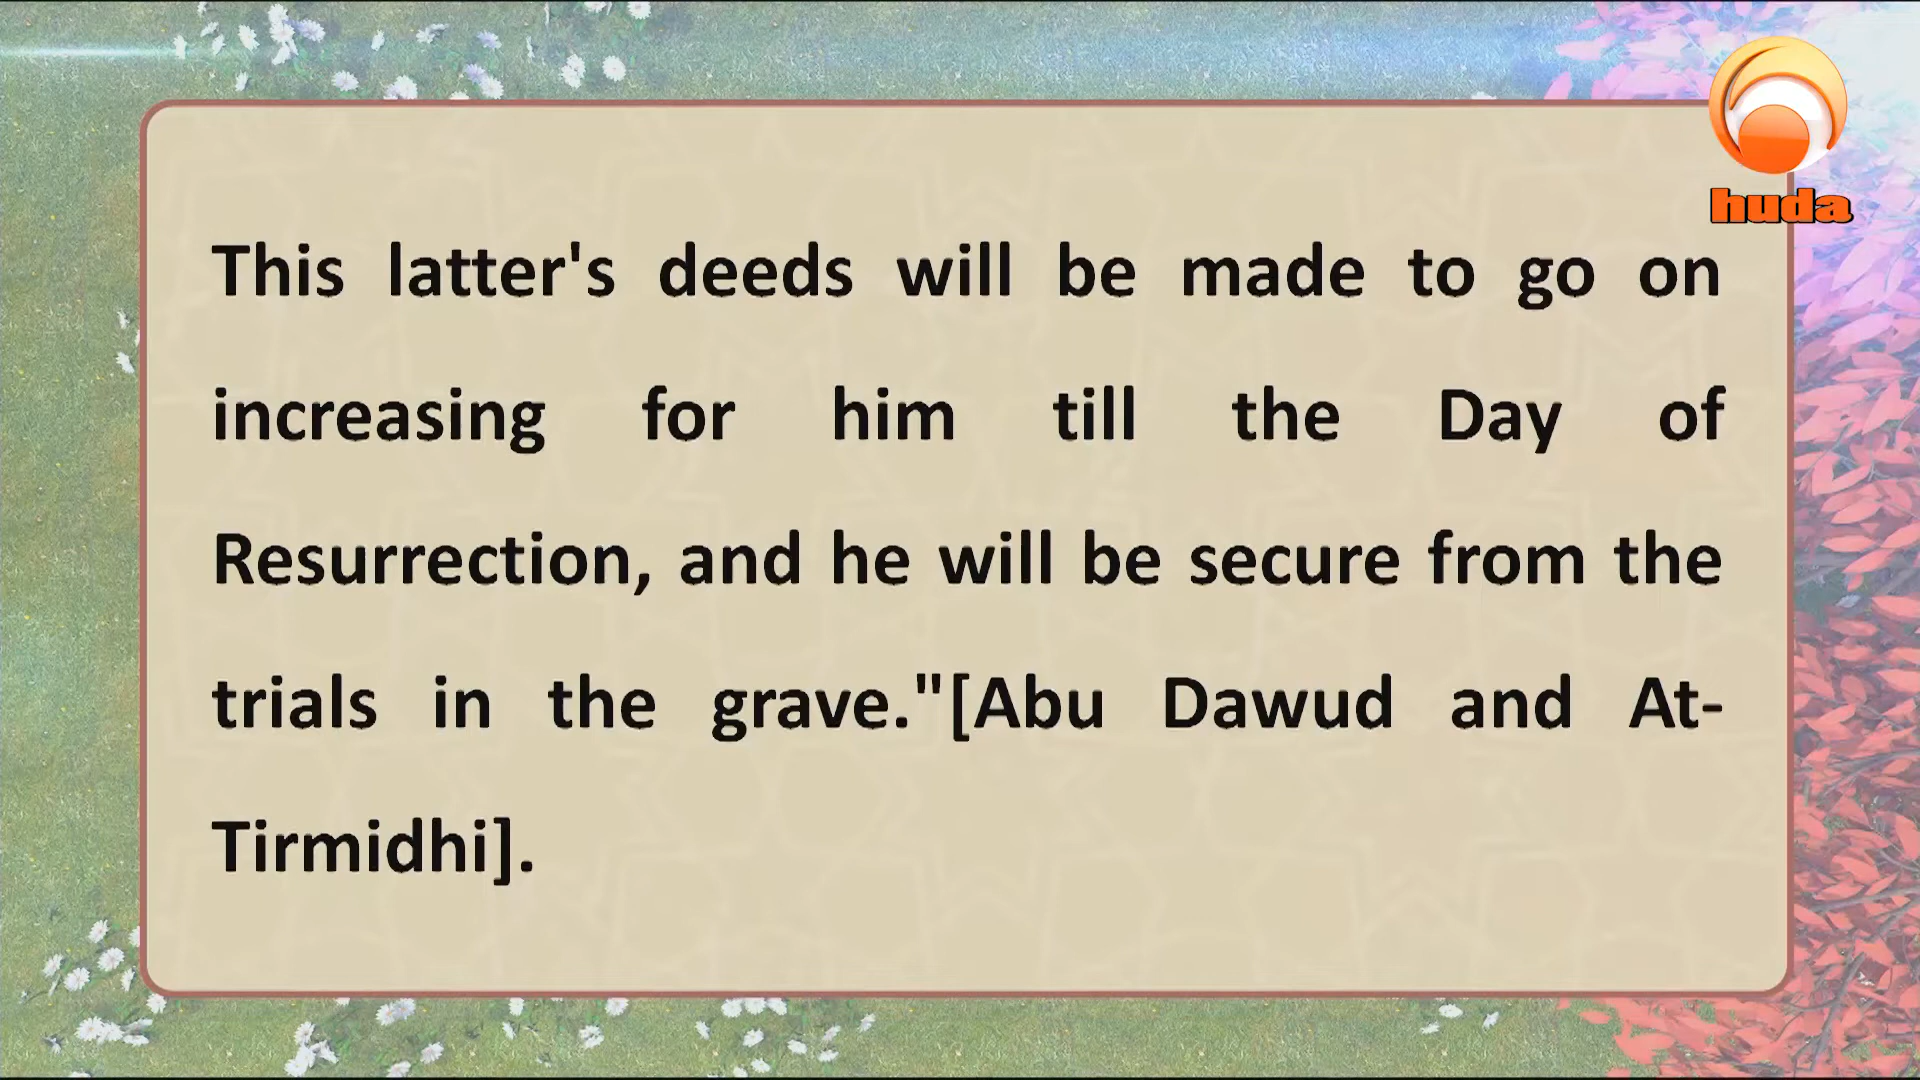 huda
This latter's deeds will be made to go on
increasing for him till the Day of
Resurrection, and he will be secure from the
trials in the grave."[Abu Dawud and At-
Tirmidhi].